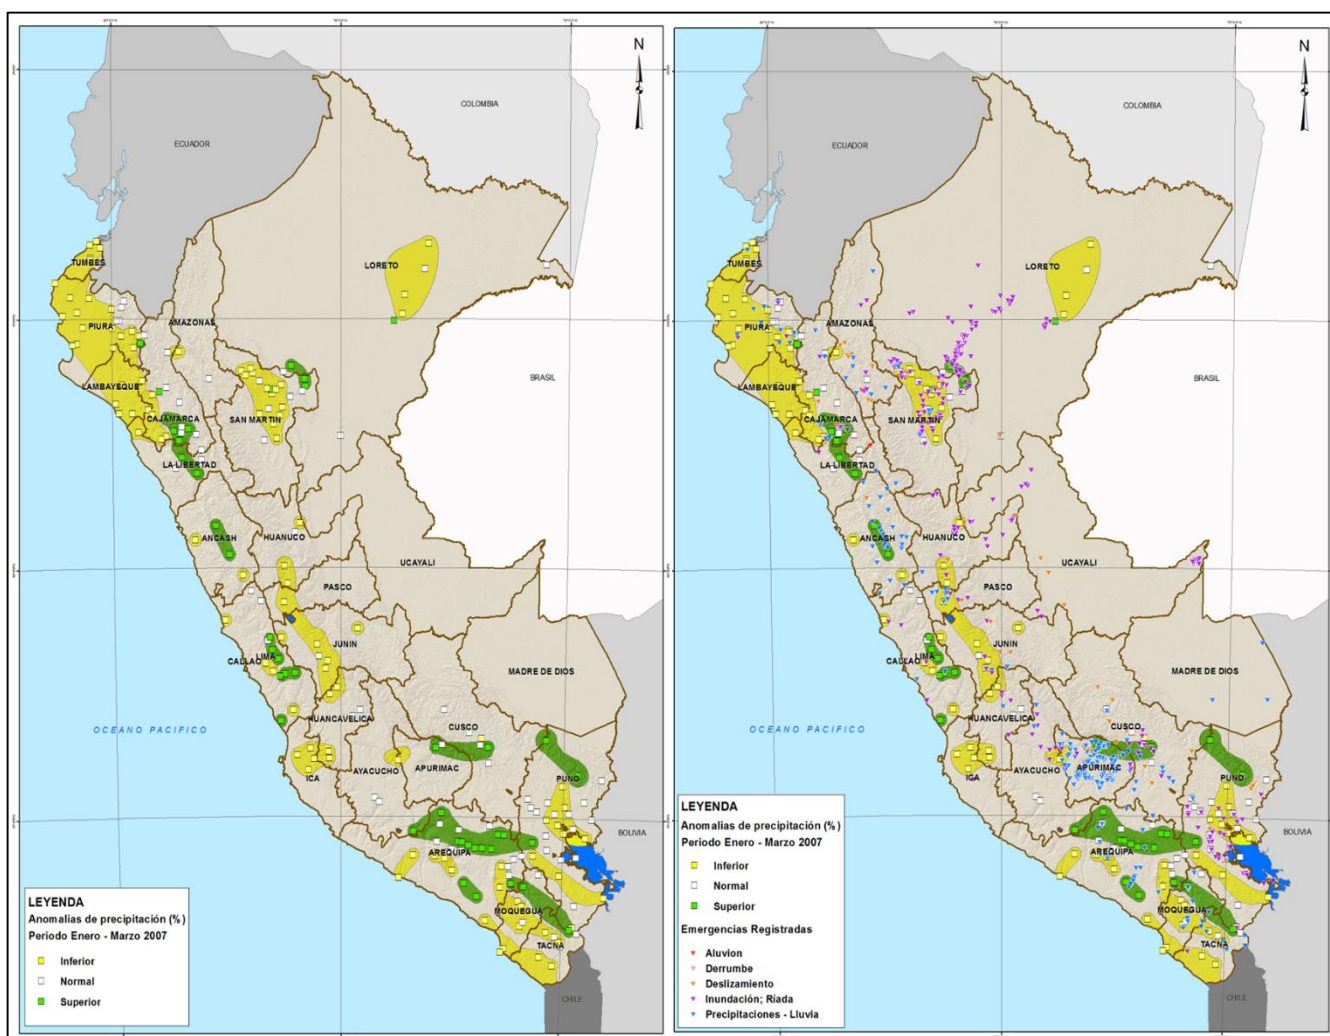 N
COLOMBIA
ECUADOR
TUMBES
LORETO
PIURA
AMAZONAS
LAMBAYEQUE
BRASIL
CAJAMARCA
SAN MARTIN
LA LIBERTAD
ANCASH
HUANUCO
UCAYALI
PASCO
JUNIN
LIMA
CALLAO
MADRE DE DIOS
HUANCAVELICA
OCEANO PACIFICO
CUSCO
AYACUCHO
APURIMAC
ICA
PUNO
BOLIVIA
AREQUIPA
MOQUEGUA
TACNA
CHILE
LEYENDA
Anomalias de precipitación (%)
Periodo Enero - Marzo 2007
Inferior
Normal
Superior
N
COLOMBIA
ECUADOR
TUMBES
LORETO
PIURA
AMAZONAS
LAMBAYEQUE
BRASIL
CAJAMARCA
SAN MARTIN
LA LIBERTAD
ANCASH
HUANUCO
UCAYALI
PASCO
JUNIN
LIMA
CALLAO
MADRE DE DIOS
HUANCAVELICA
OCEANO PACIFICO
CUSCO
AYACUCHO
APURIMAC
ICA
PUNO
BOLIVIA
AREQUIPA
MOQUEGUA
TACNA
CHILE
LEYENDA
Anomalias de precipitación (%)
Periodo Enero - Marzo 2007
Inferior
Normal
Superior
Emergencias Registradas
Aluvion
Derrumbe
Deslizamiento
Inundación; Ríada
Precipitaciones - Lluvia